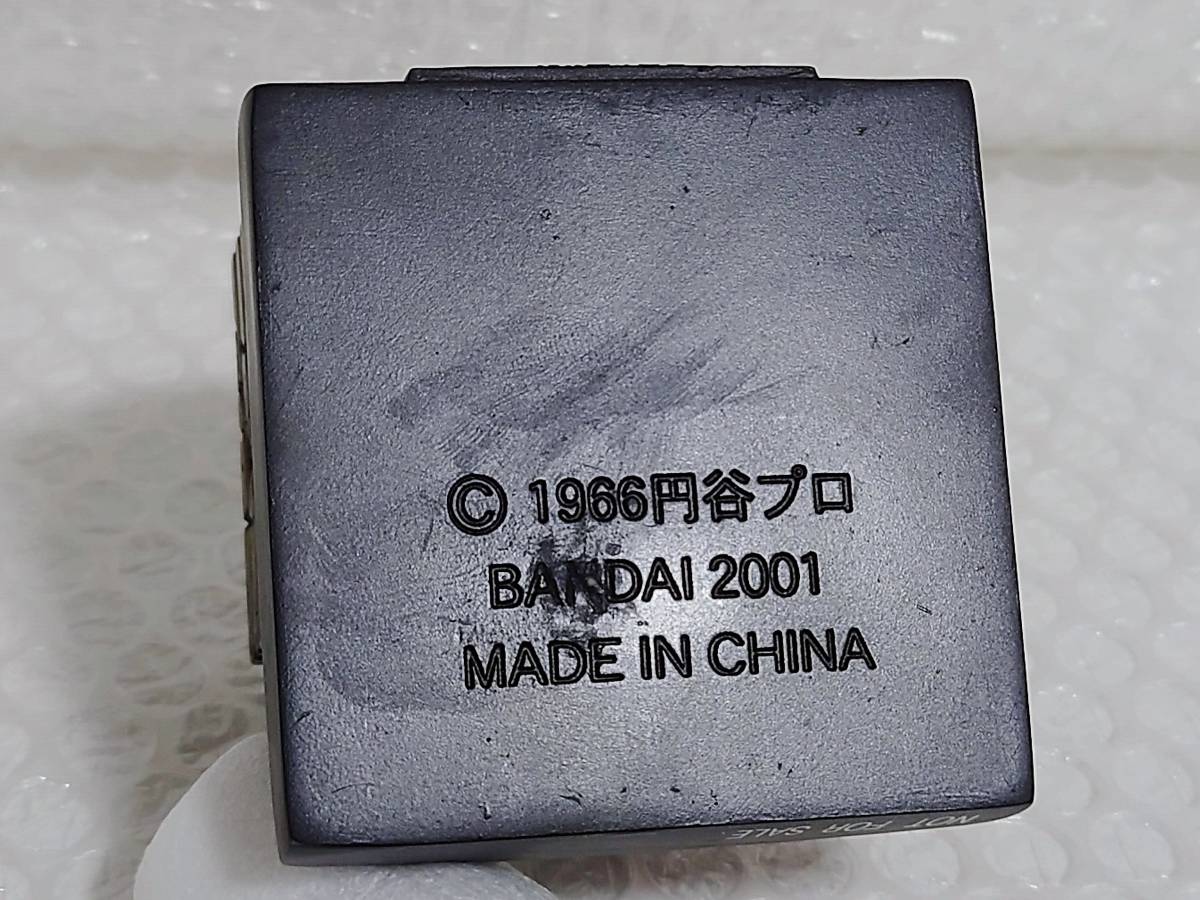 © 1966円谷プロ
BANDAI 2001
MADE IN CHINA
NOT FOR SALE